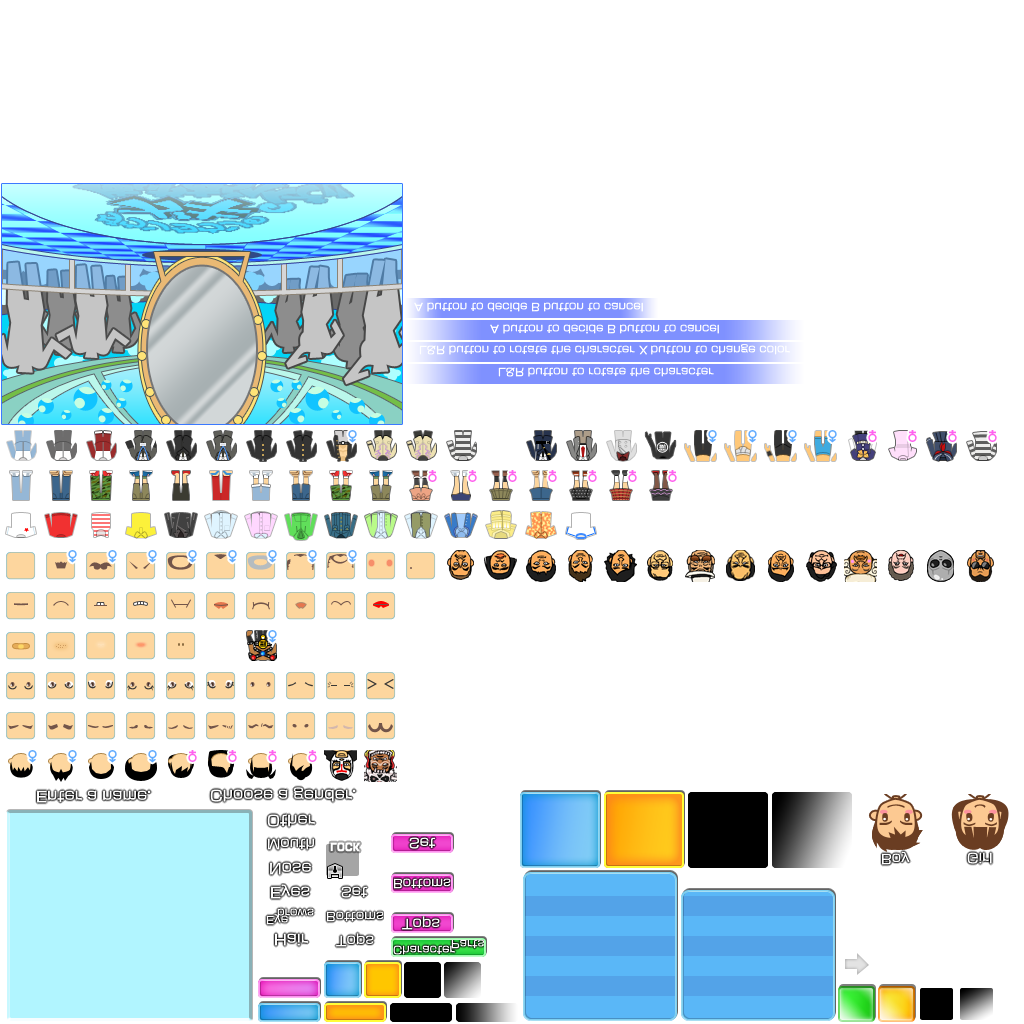 A button to decide B button to cancel
A button to decide B button to cancel
L&R button to rotate the character X button to change color
L&R button to rotate the character
Enter a name.
Choose a gender.
Other
Mouth
LOCK
Set
Nose
Eyes
Set
Bottoms
Eye
brows
Bottoms
Tops
Hair
Tops
Character
Parts
Boy
Girl